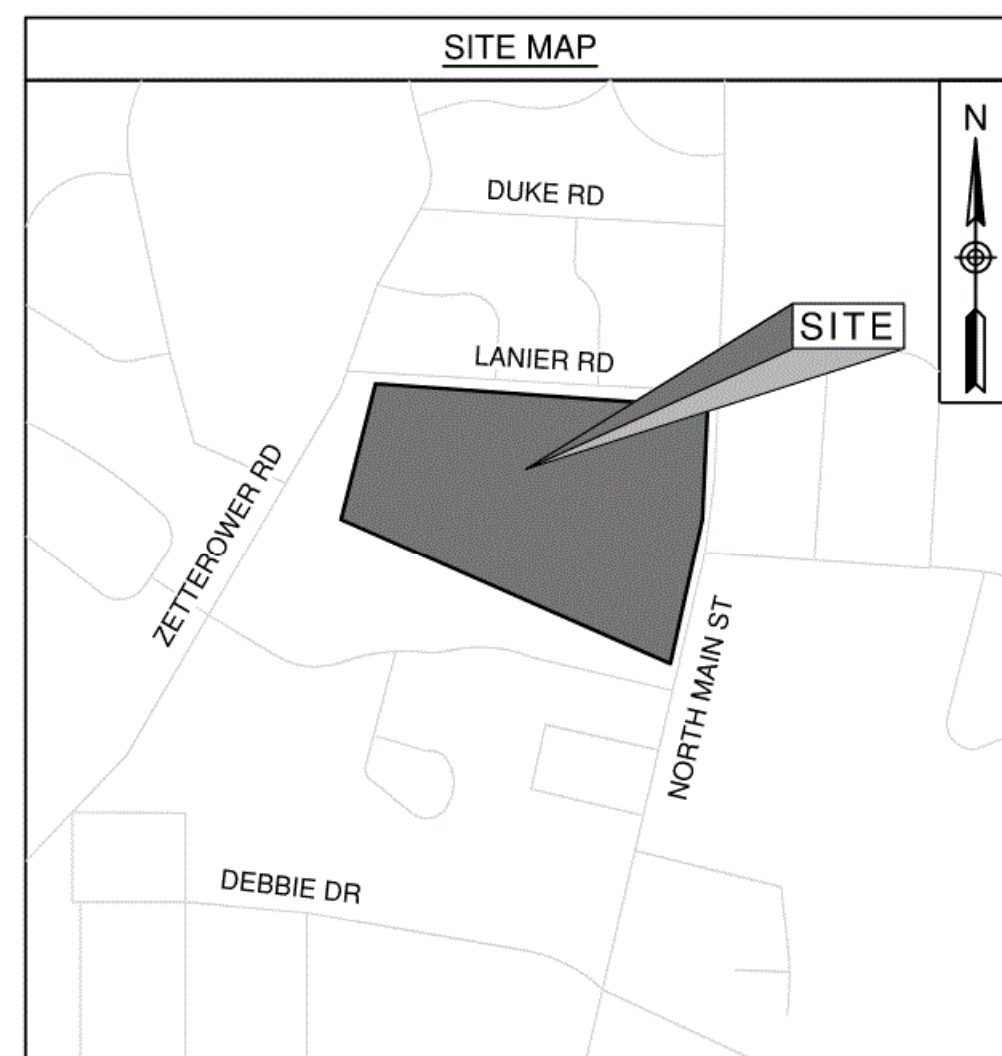 SITE MAP
N
DUKE RD
SITE
LANIER RD
ZETTEROWER RD
NORTH MAIN ST
DEBBIE DR